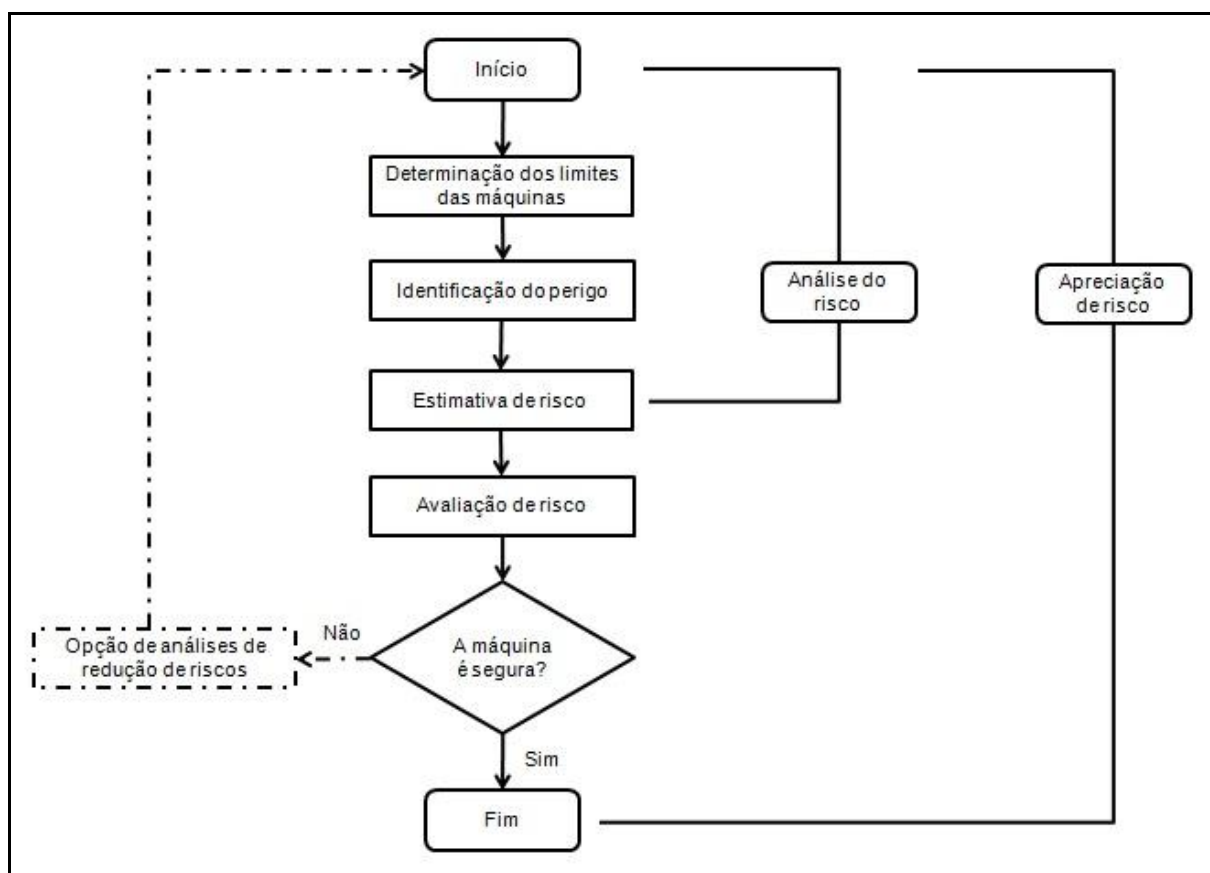 Início
Determinação dos limites
das máquinas
Identificação do perigo
Análise do
risco
Apreciação
de risco
Estimativa de risco
Avaliação de risco
Não
Opção de análises de
redução de riscos
A máquina
é segura?
Sim
Fim